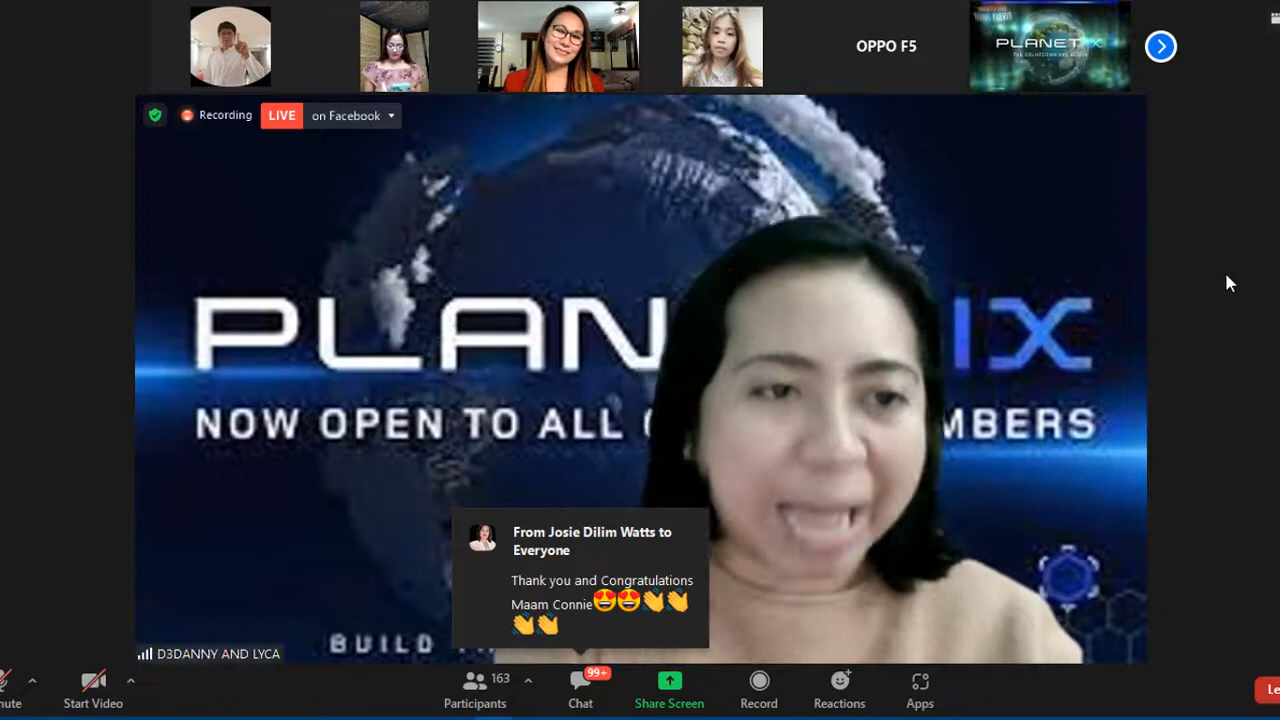 OPPO F5
PLANET IX
Recording
LIVE
on Facebook
PLAN IX
NOW OPEN TO ALL
MBERS
From Josie Dilim Watts to
Everyone
Thank you and Congratulations
Maam Connie😍😍👏👏
👏👏
BUILD
D3DANNY AND LYCA
Start Video
Participants
163
Chat
99+
Share Screen
Record
Reactions
Apps